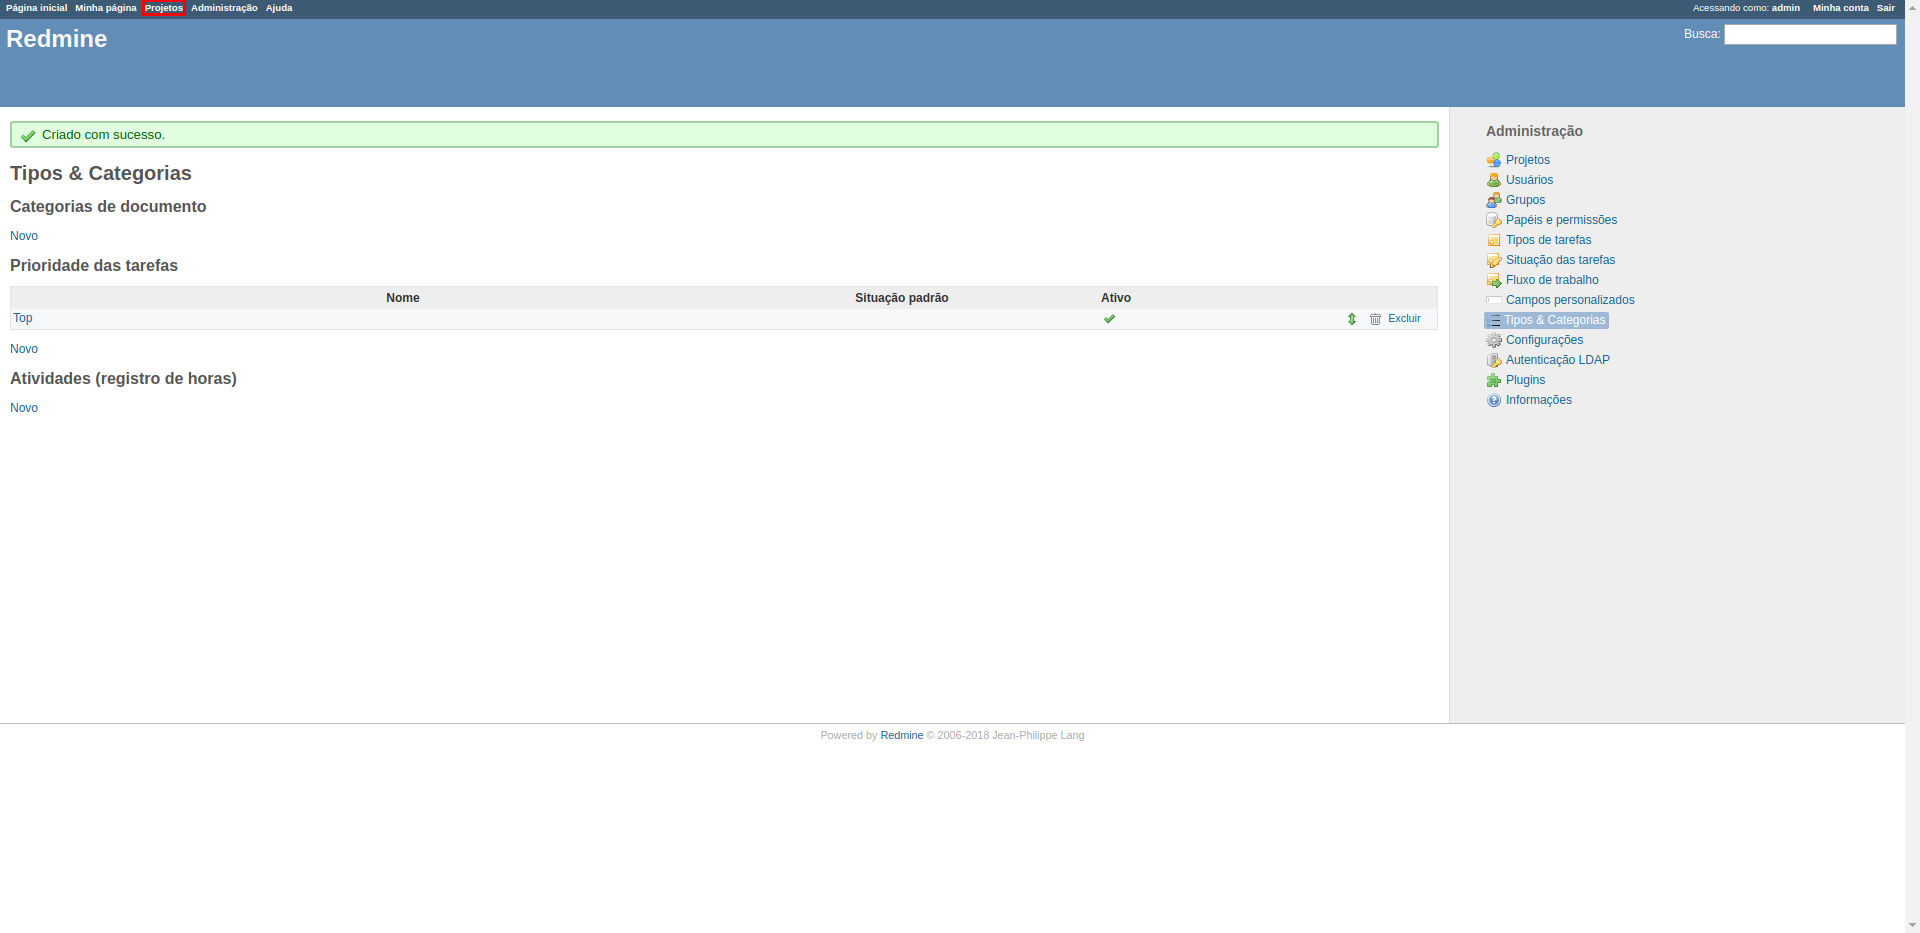 Página inicial Minha página Projetos Administração Ajuda Acessando como: admin Minha conta Sair
Redmine
Busca:
Criado com sucesso.
Tipos & Categorias
Categorias de documento
Novo
Prioridade das tarefas
Nome Situação padrão Ativo
Top Excluir
Novo
Atividades (registro de horas)
Novo
Administração
Projetos
Usuários
Grupos
Papéis e permissões
Tipos de tarefas
Situação das tarefas
Fluxo de trabalho
Campos personalizados
Tipos & Categorias
Configurações
Autenticação LDAP
Plugins
Informações
Powered by Redmine © 2006-2018 Jean-Philippe Lang